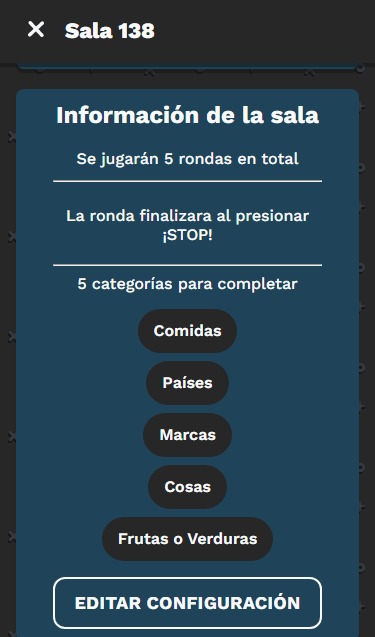 Sala 138
Información de la sala
Se jugarán 5 rondas en total
La ronda finalizara al presionar
¡STOP!
5 categorías para completar
Comidas
Países
Marcas
Cosas
Frutas o Verduras
EDITAR CONFIGURACIÓN